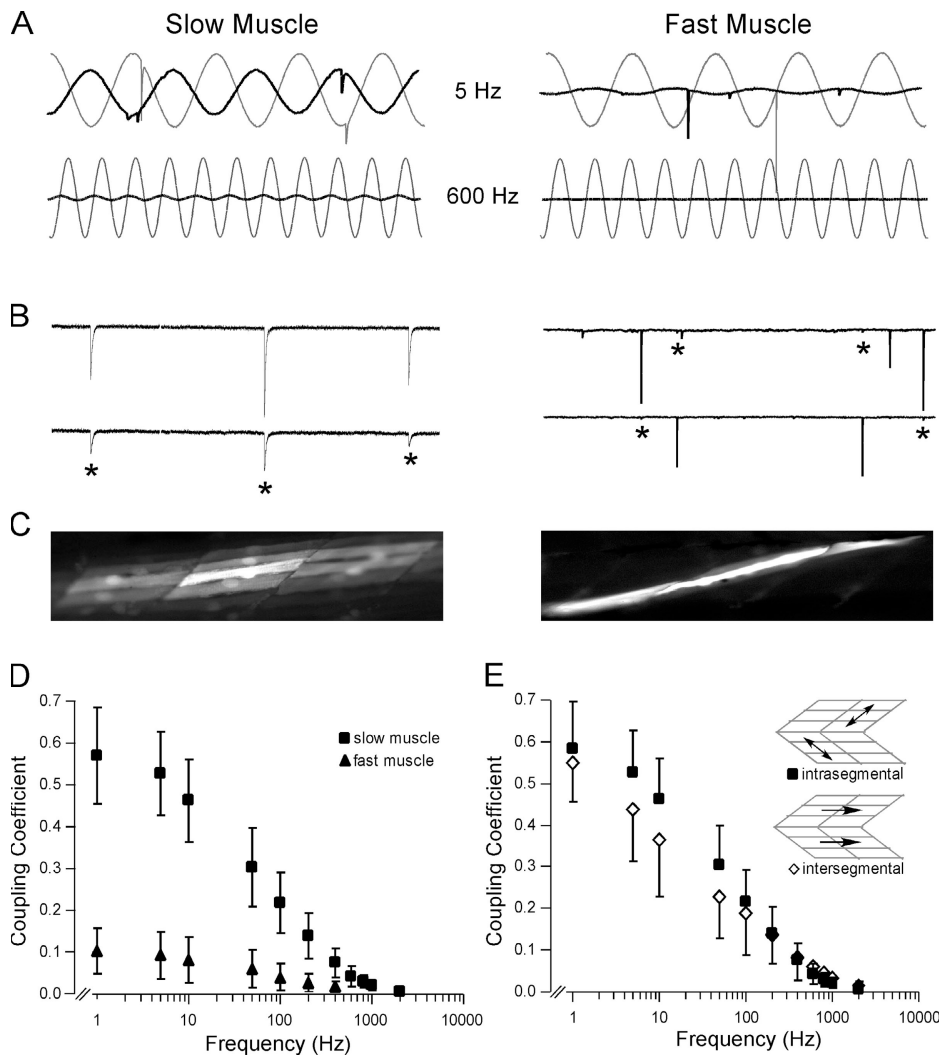 A
Slow Muscle
Fast Muscle
5 Hz
600 Hz
B
*
*
*
*
*
*
*
C
D
0.7
0.6
0.5
0.4
0.3
0.2
0.1
0.0
Coupling Coefficient
slow muscle
fast muscle
1
10
100
1000
10000
Frequency (Hz)
E
0.7
0.6
0.5
0.4
0.3
0.2
0.1
0.0
Coupling Coefficient
intrasegmental
intersegmental
1
10
100
1000
10000
Frequency (Hz)